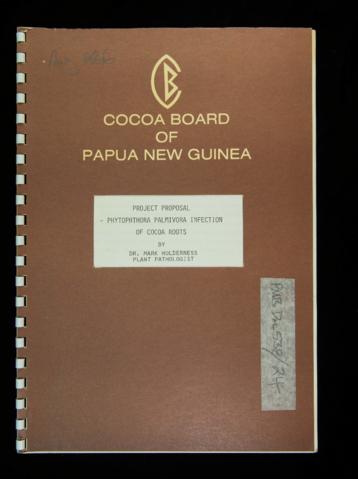 COCOA BOARD
OF
PAPUA NEW GUINEA
PROJECT PROPOSAL
- PHYTOPHTHORA PALMIVORA INFECTION
OF COCOA ROOTS
BY
DR. MARK HOLDERNESS
PLANT PATHOLOGIST